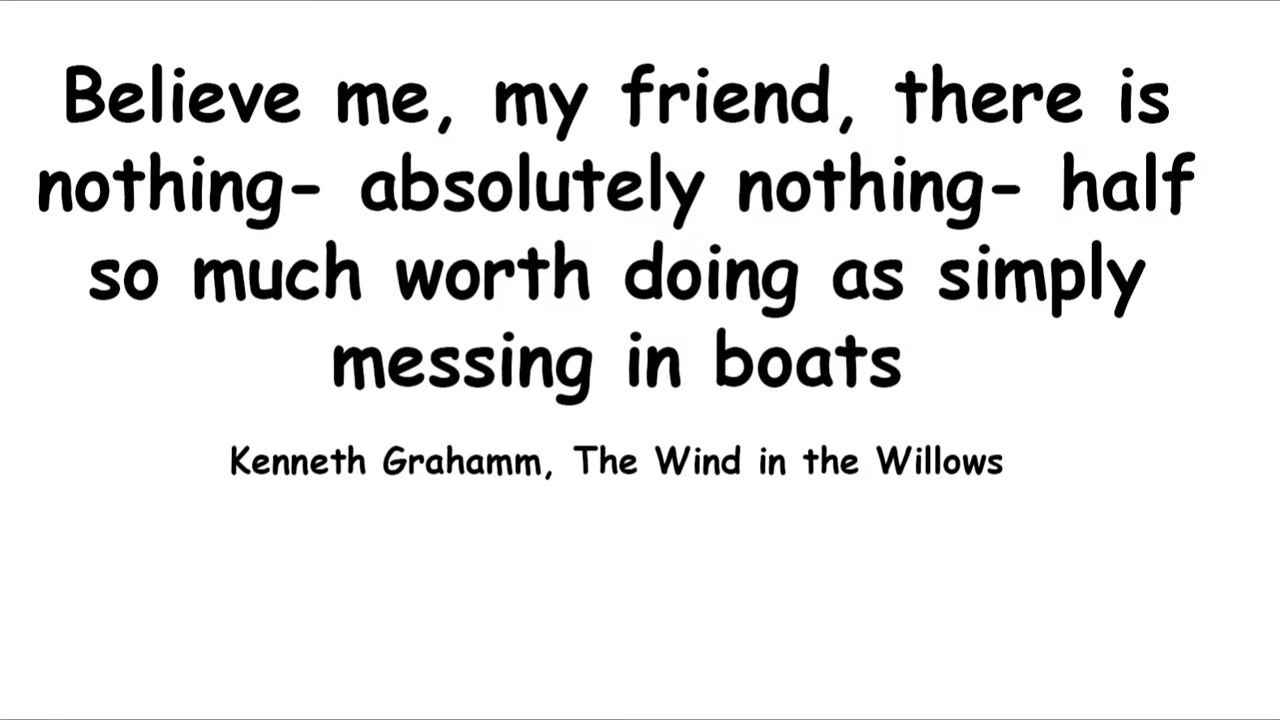 Believe me, my friend, there is
nothing- absolutely nothing- half
so much worth doing as simply
messing in boats
Kenneth Grahamm, The Wind in the Willows